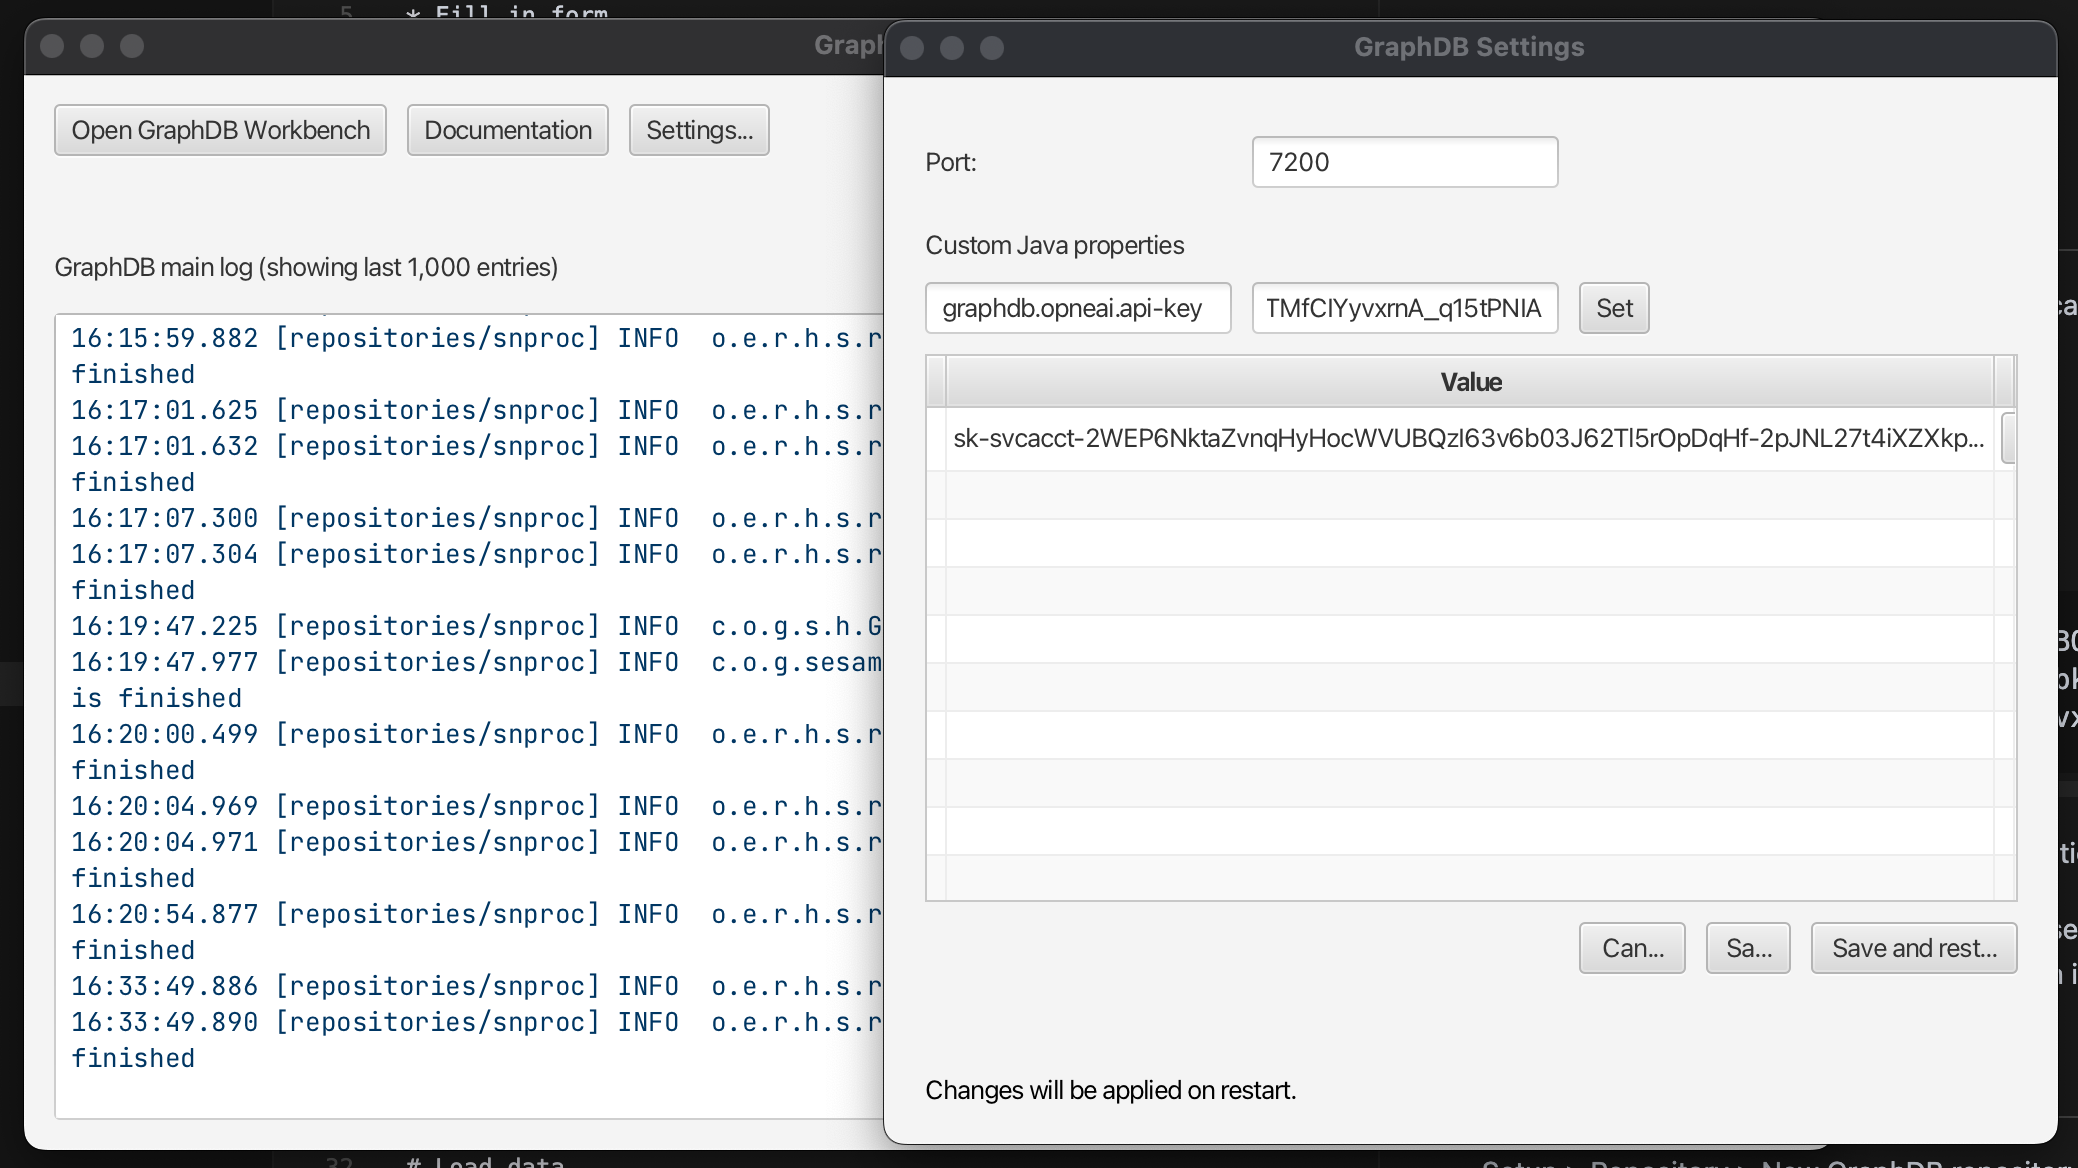 5 * Fill in form
Graph
Open GraphDB Workbench Documentation Settings...
GraphDB main log (showing last 1,000 entries)
16:15:59.882 [repositories/snproc] INFO o.e.r.h.s.r
finished
16:17:01.625 [repositories/snproc] INFO o.e.r.h.s.r
16:17:01.632 [repositories/snproc] INFO o.e.r.h.s.r
finished
16:17:07.300 [repositories/snproc] INFO o.e.r.h.s.r
16:17:07.304 [repositories/snproc] INFO o.e.r.h.s.r
finished
16:19:47.225 [repositories/snproc] INFO c.o.g.s.h.G
16:19:47.977 [repositories/snproc] INFO c.o.g.sesam
is finished
16:20:00.499 [repositories/snproc] INFO o.e.r.h.s.r
finished
16:20:04.969 [repositories/snproc] INFO o.e.r.h.s.r
16:20:04.971 [repositories/snproc] INFO o.e.r.h.s.r
finished
16:20:54.877 [repositories/snproc] INFO o.e.r.h.s.r
finished
16:33:49.886 [repositories/snproc] INFO o.e.r.h.s.r
16:33:49.890 [repositories/snproc] INFO o.e.r.h.s.r
finished
GraphDB Settings
Port: 7200
Custom Java properties
graphdb.opneai.api-key TMfClYyvxrnA_q15tPNIA Set
Value
sk-svcacct-2WEP6NktaZvnqHyHocWVUBQzl63v6b03J62Tl5rOpDqHf-2pJNL27t4iXZXkp...
Can... Sa... Save and rest...
Changes will be applied on restart.
32 # Load data